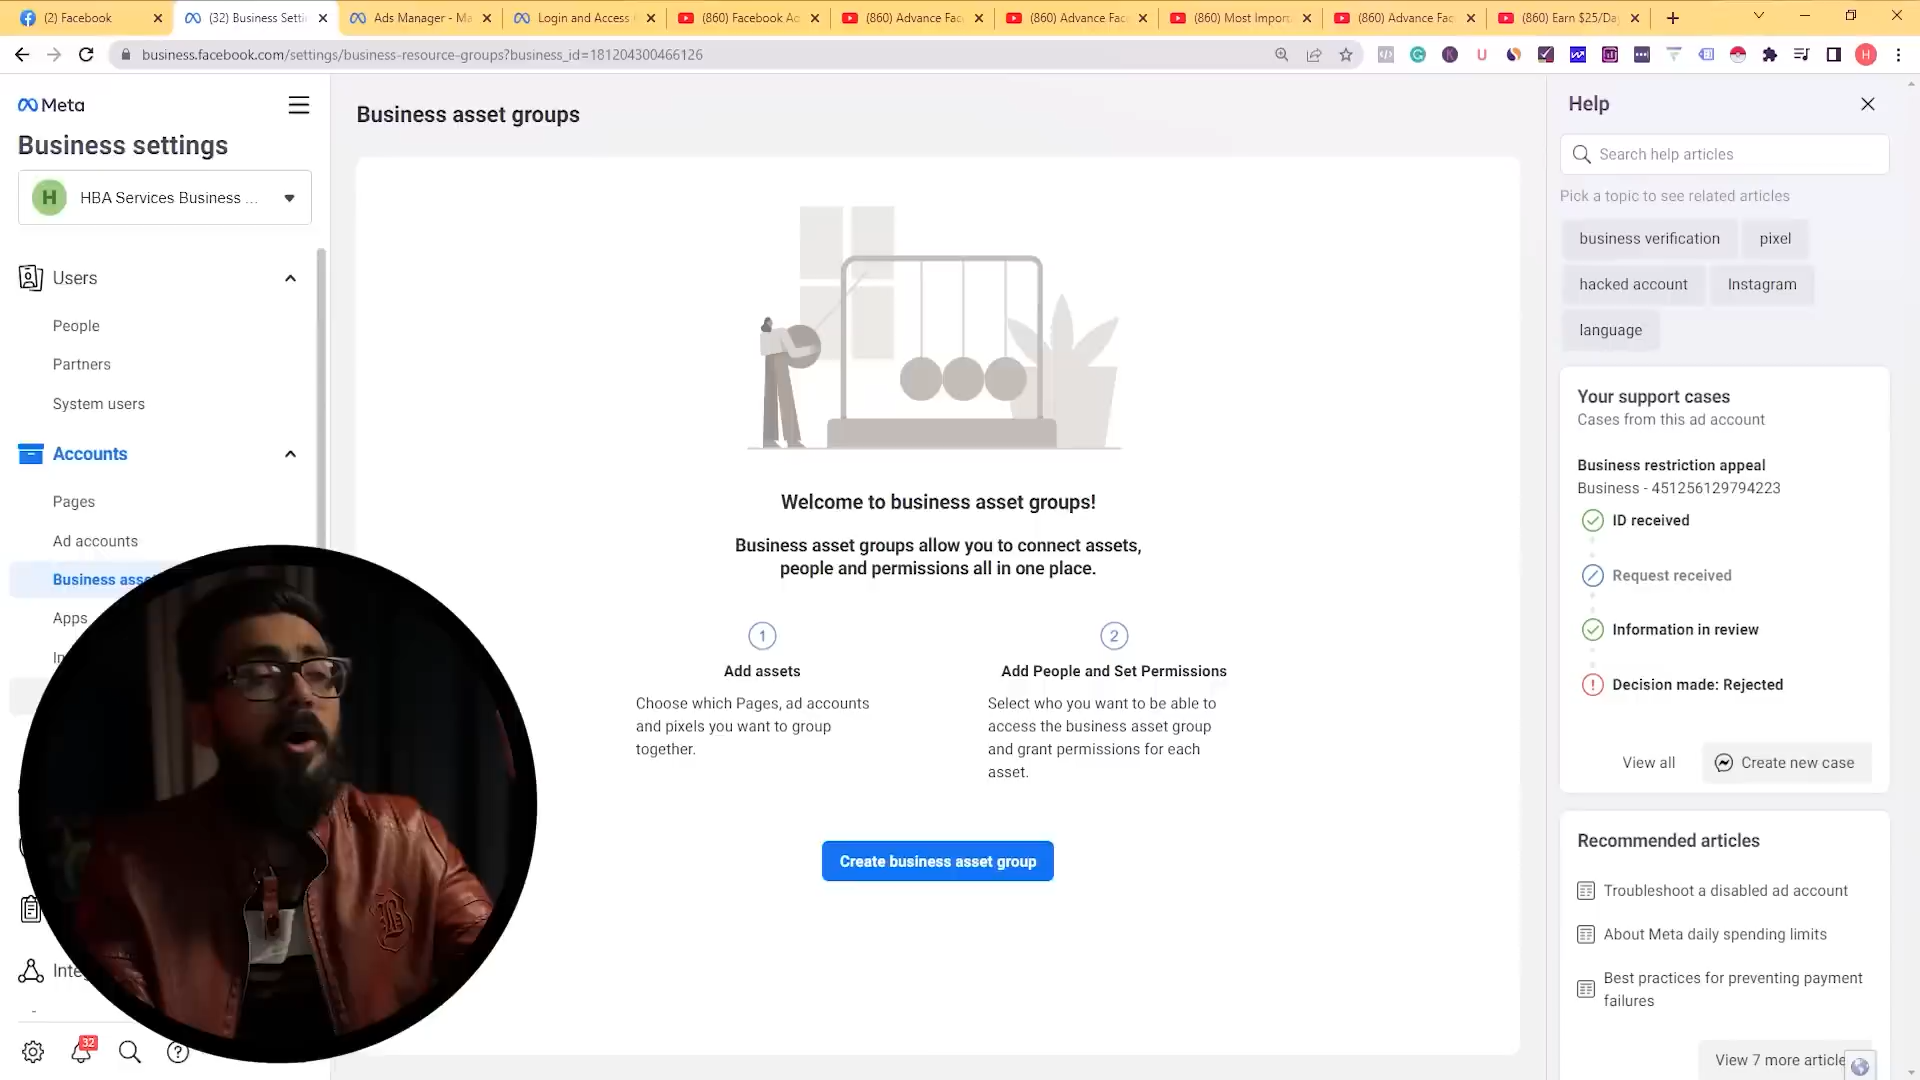 (2) Facebook
(32) Business Setti
Ads Manager - Ma
Login and Access
(860) Facebook Ad
(860) Advance Fac
(860) Advance Fac
(860) Most Import
(860) Advance Fac
(860) Earn $25/Da
business.facebook.com/settings/business-resource-groups?business_id=181204300466126
Meta
Business settings
H
HBA Services Business ...
Users
People
Partners
System users
Accounts
Pages
Ad accounts
Business asse
Apps
In
Inte
32
Business asset groups
Welcome to business asset groups!
Business asset groups allow you to connect assets,
people and permissions all in one place.
1
Add assets
Choose which Pages, ad accounts
and pixels you want to group
together.
2
Add People and Set Permissions
Select who you want to be able to
access the business asset group
and grant permissions for each
asset.
Create business asset group
Help
Search help articles
Pick a topic to see related articles
business verification
pixel
hacked account
Instagram
language
Your support cases
Cases from this ad account
Business restriction appeal
Business - 451256129794223
ID received
Request received
Information in review
Decision made: Rejected
View all
Create new case
Recommended articles
Troubleshoot a disabled ad account
About Meta daily spending limits
Best practices for preventing payment
failures
View 7 more article